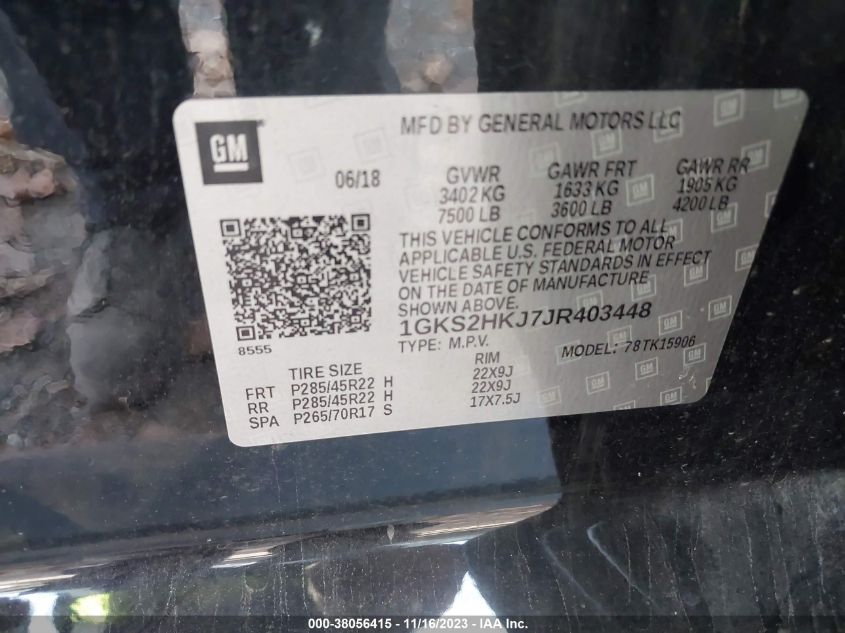 GM
MFD BY GENERAL MOTORS LLC
06/18 GVWR GAWR FRT GAWR RR
3402 KG 1633 KG 1905 KG
7500 LB 3600 LB 4200 LB
THIS VEHICLE CONFORMS TO ALL
APPLICABLE U.S. FEDERAL MOTOR
VEHICLE SAFETY STANDARDS IN EFFECT
ON THE DATE OF MANUFACTURE
SHOWN ABOVE.
1GKS2HKJ7JR403448
8555
TYPE: M.P.V. MODEL: 78TK15906
TIRE SIZE RIM
FRT P285/45R22 H 22X9J
RR P285/45R22 H 22X9J
SPA P265/70R17 S 17X7.5J
000-38056415 - 11/16/2023 - IAA Inc.